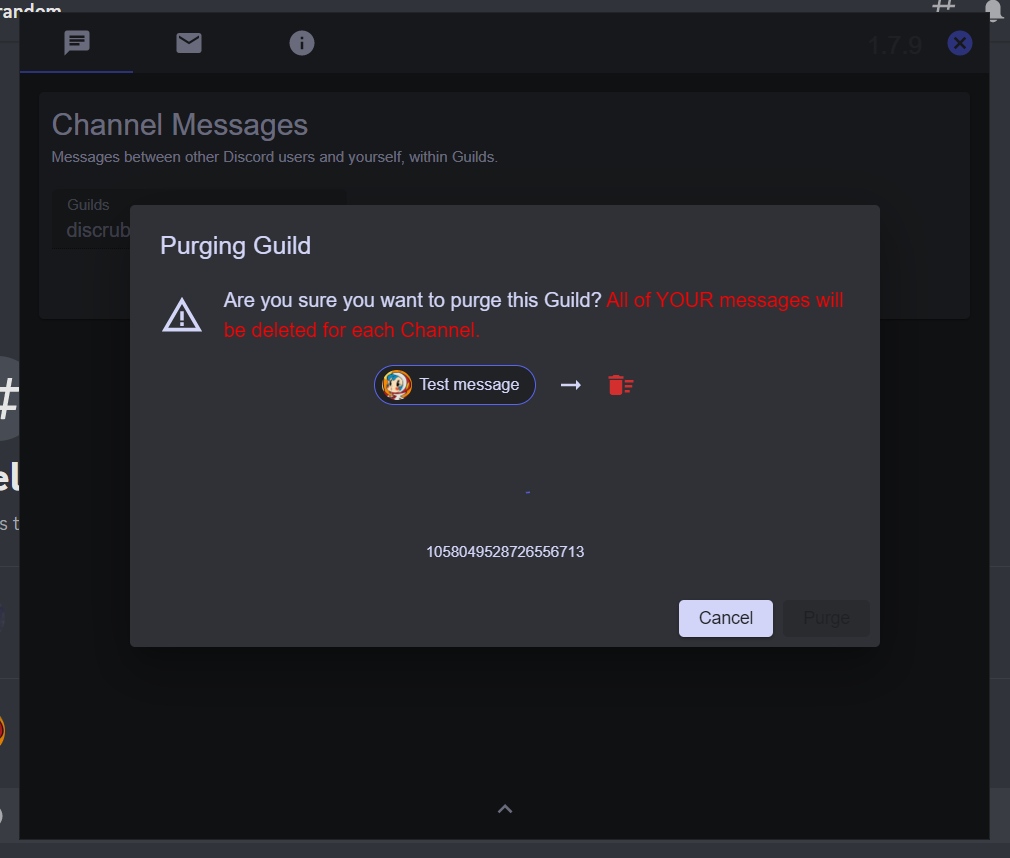 random
1.7.9
Channel Messages
Messages between other Discord users and yourself, within Guilds.
Guilds
discrub
Purging Guild
Are you sure you want to purge this Guild? All of YOUR messages will
be deleted for each Channel.
Test message
1058049528726556713
Cancel
Purge